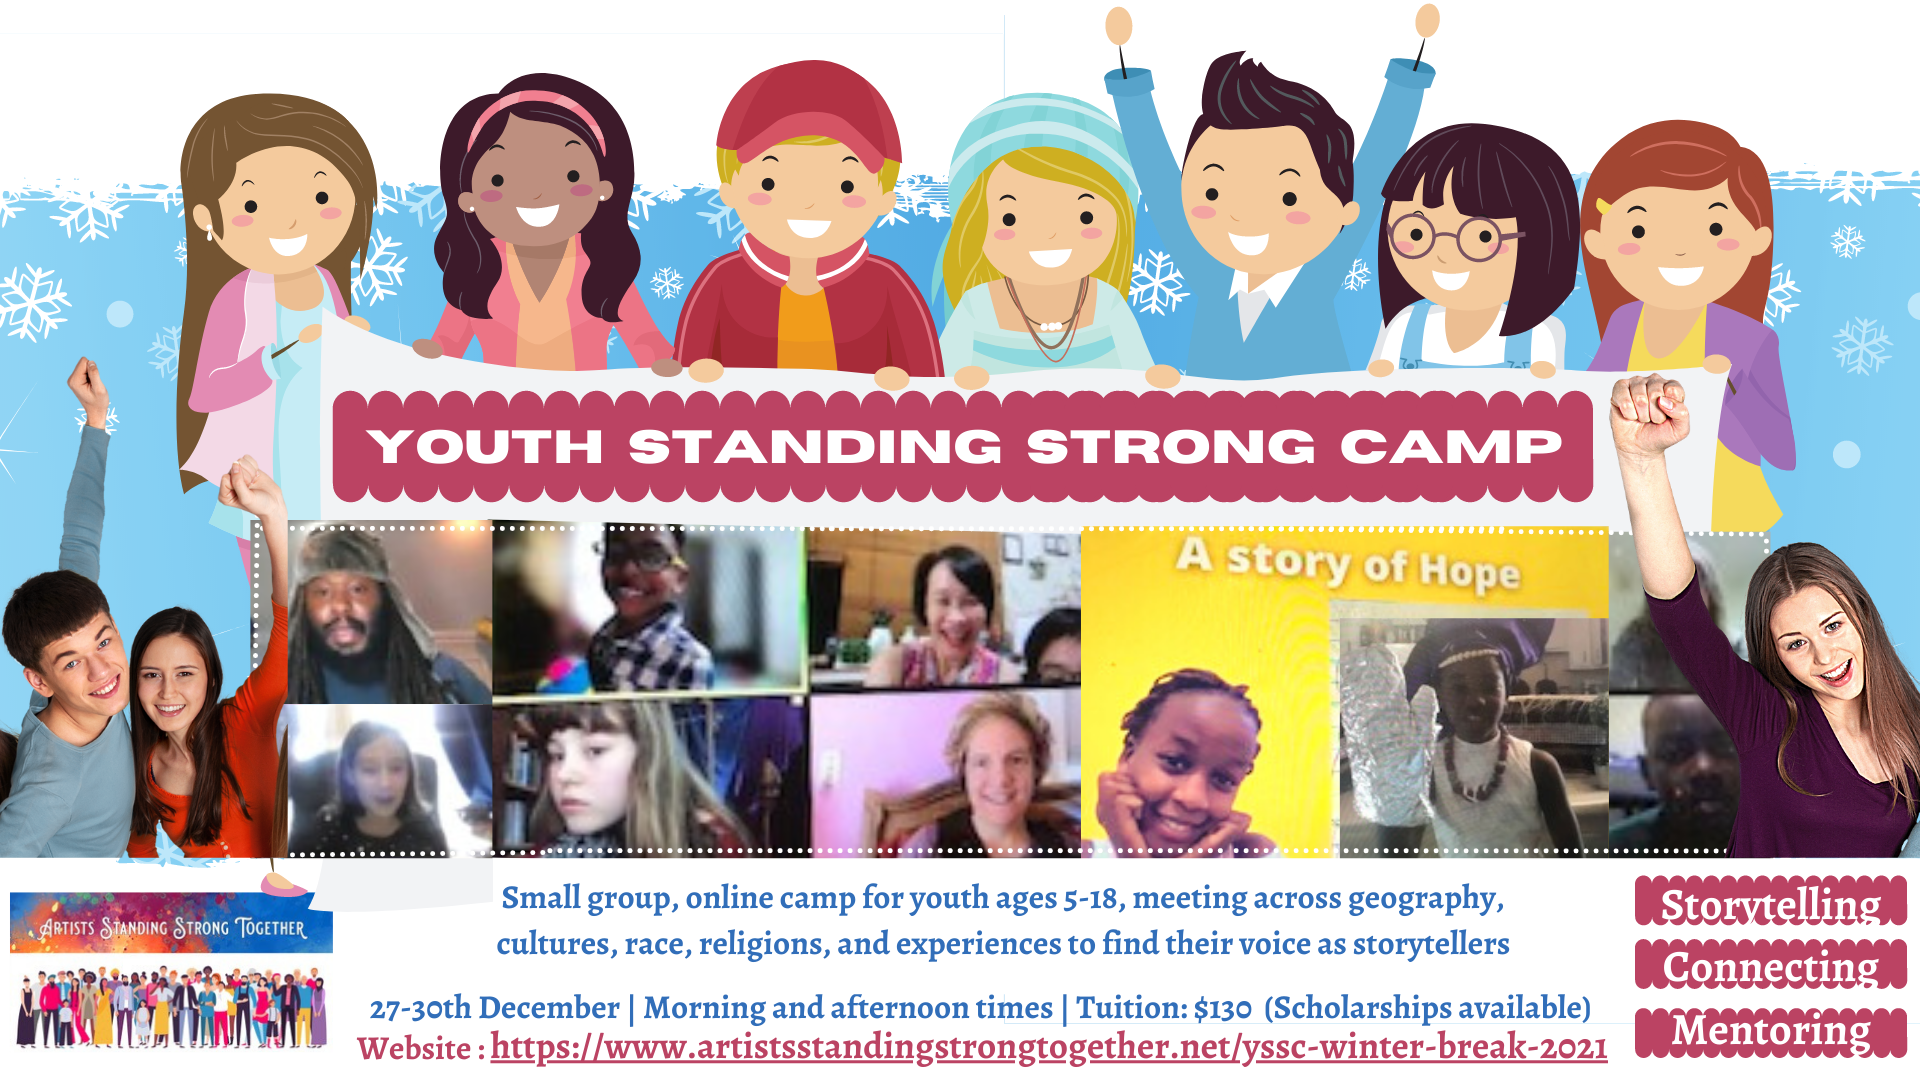 YOUTH STANDING STRONG CAMP
A story of Hope
ARTISTS STANDING STRONG TOGETHER
Small group, online camp for youth ages 5-18, meeting across geography,
cultures, race, religions, and experiences to find their voice as storytellers
27-30th December | Morning and afternoon times | Tuition: $130 (Scholarships available)
Website : https://www.artistsstandingstrongtogether.net/yssc-winter-break-2021
Storytelling
Connecting
Mentoring